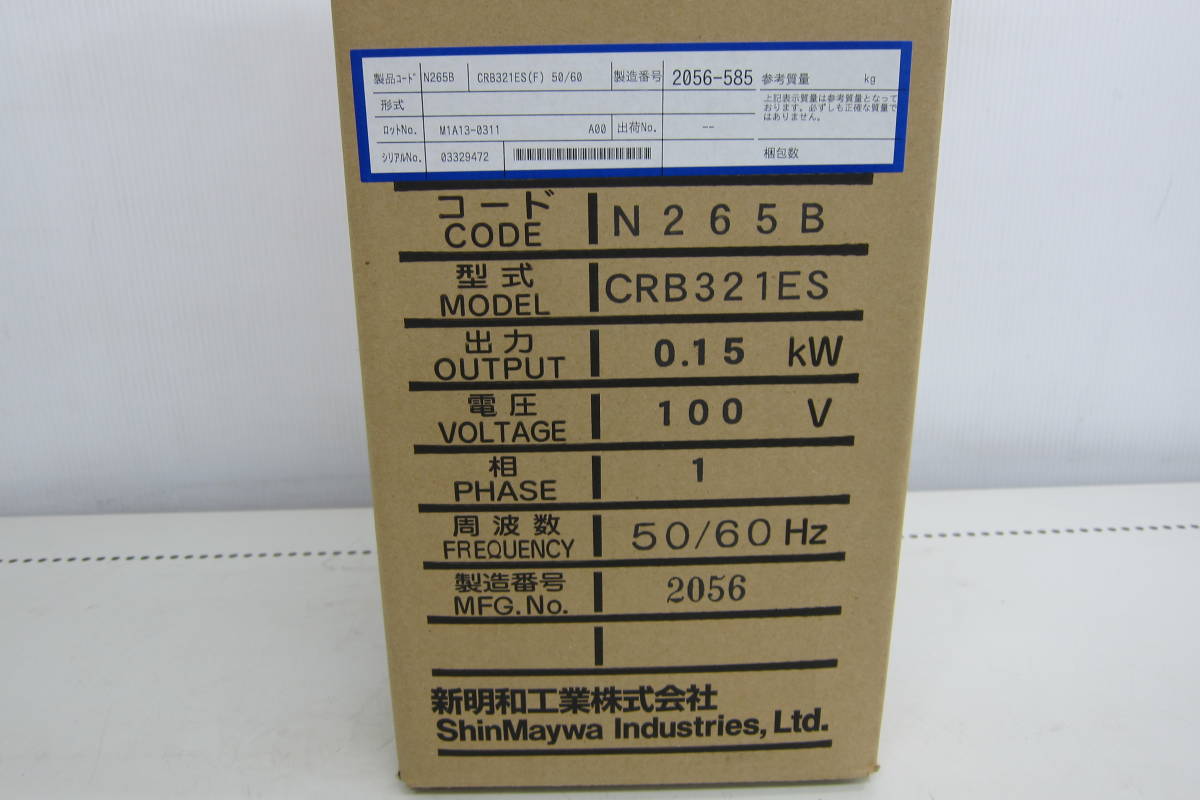 製品コード N265B CRB321ES(F) 50/60 製造番号 2056-585 参考質量 kg
形式
上記表示質量は参考質量となって
おります。必ずしも正確な質量で
はありません。
ロットNo. M1A13-0311 A00 出荷No. --
シリアルNo. 03329472 梱包数
コード
CODE N265B
型式
MODEL CRB321ES
出力
OUTPUT 0.15 kW
電圧
VOLTAGE 100 V
相
PHASE 1
周波数
FREQUENCY 50/60 Hz
製造番号
MFG.No. 2056
新明和工業株式会社
ShinMaywa Industries, Ltd.